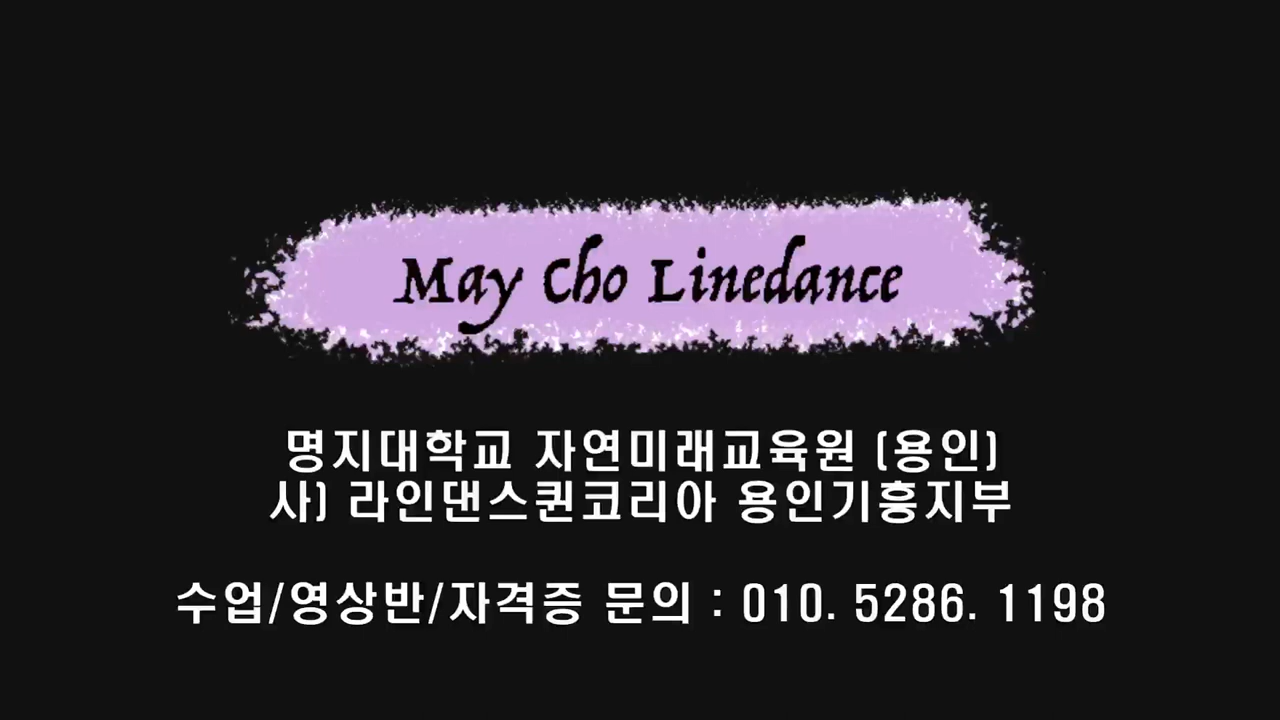 May Cho Linedance
명지대학교 자연미래교육원 (용인)
사) 라인댄스퀸코리아 용인기흥지부
수업/영상반/자격증 문의 : 010. 5286. 1198